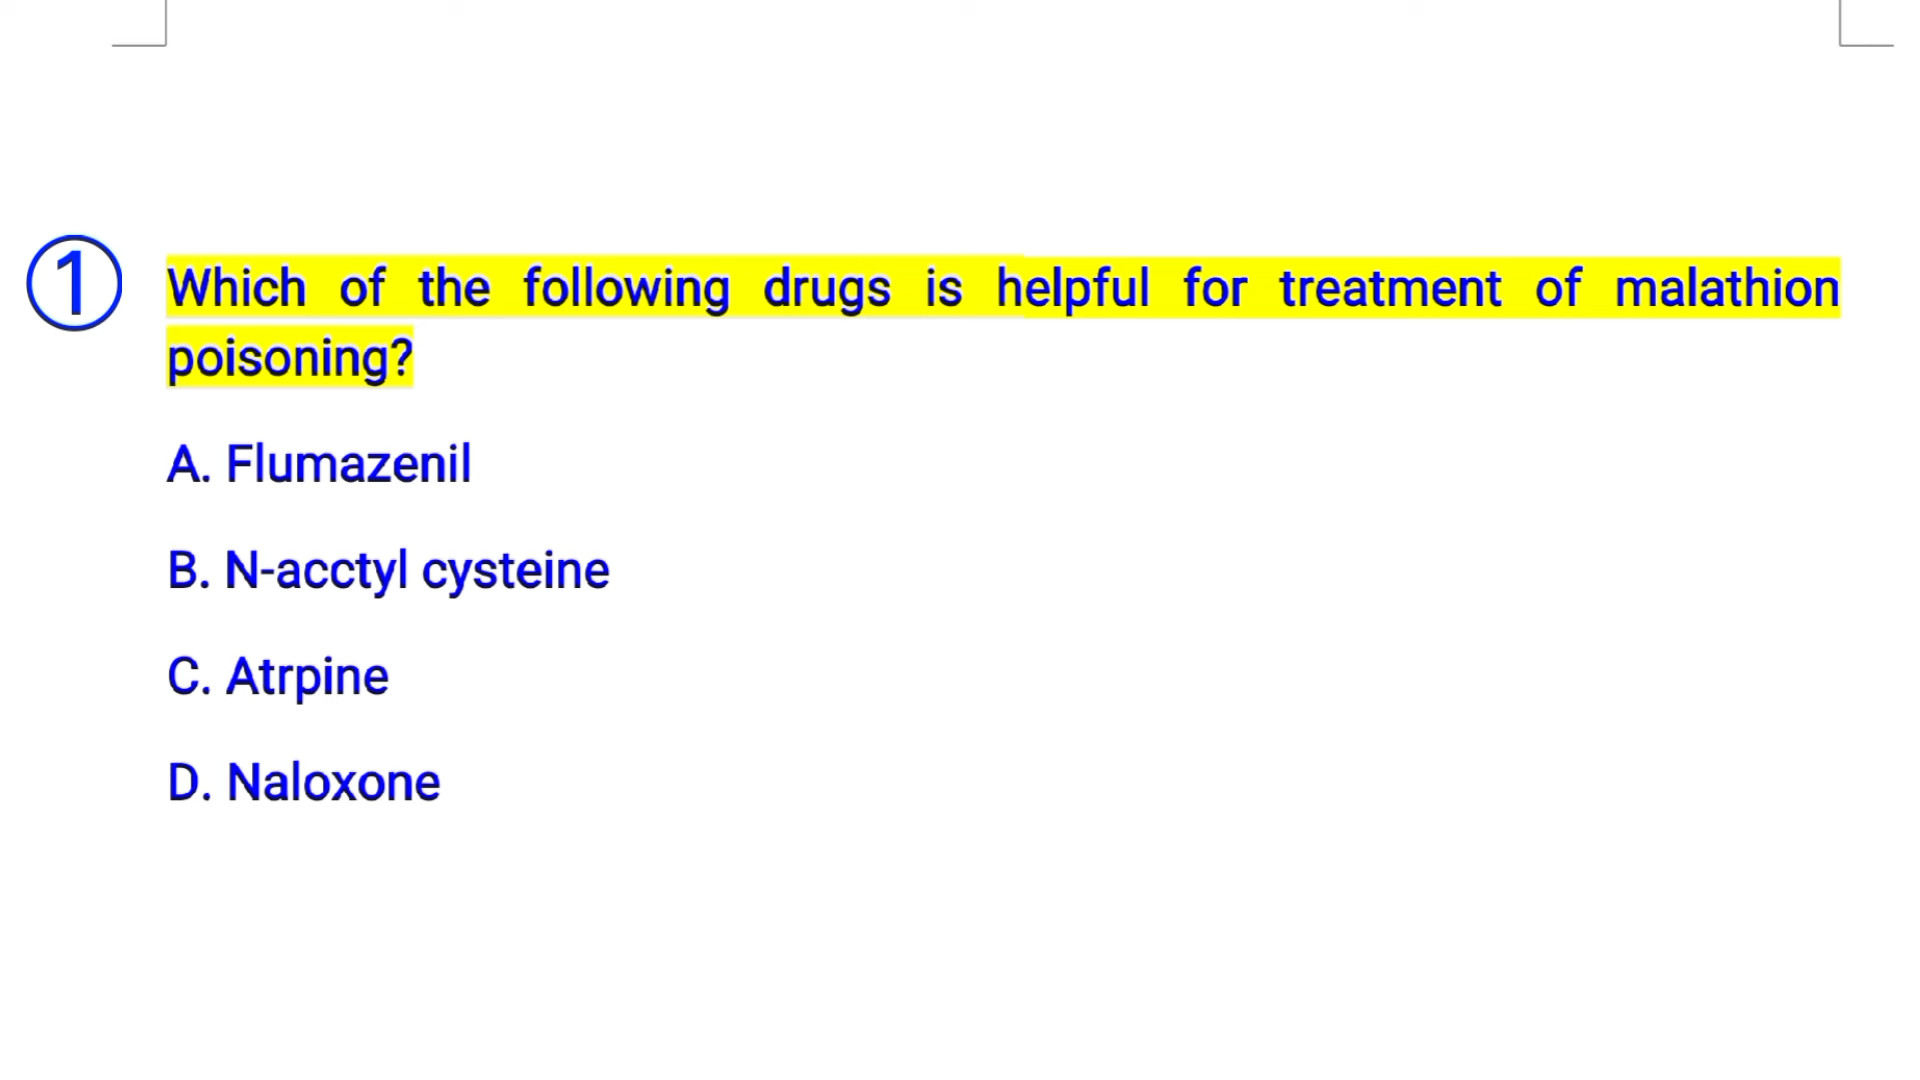 ① Which of the following drugs is helpful for treatment of malathion
poisoning?
A. Flumazenil
B. N-acctyl cysteine
C. Atrpine
D. Naloxone